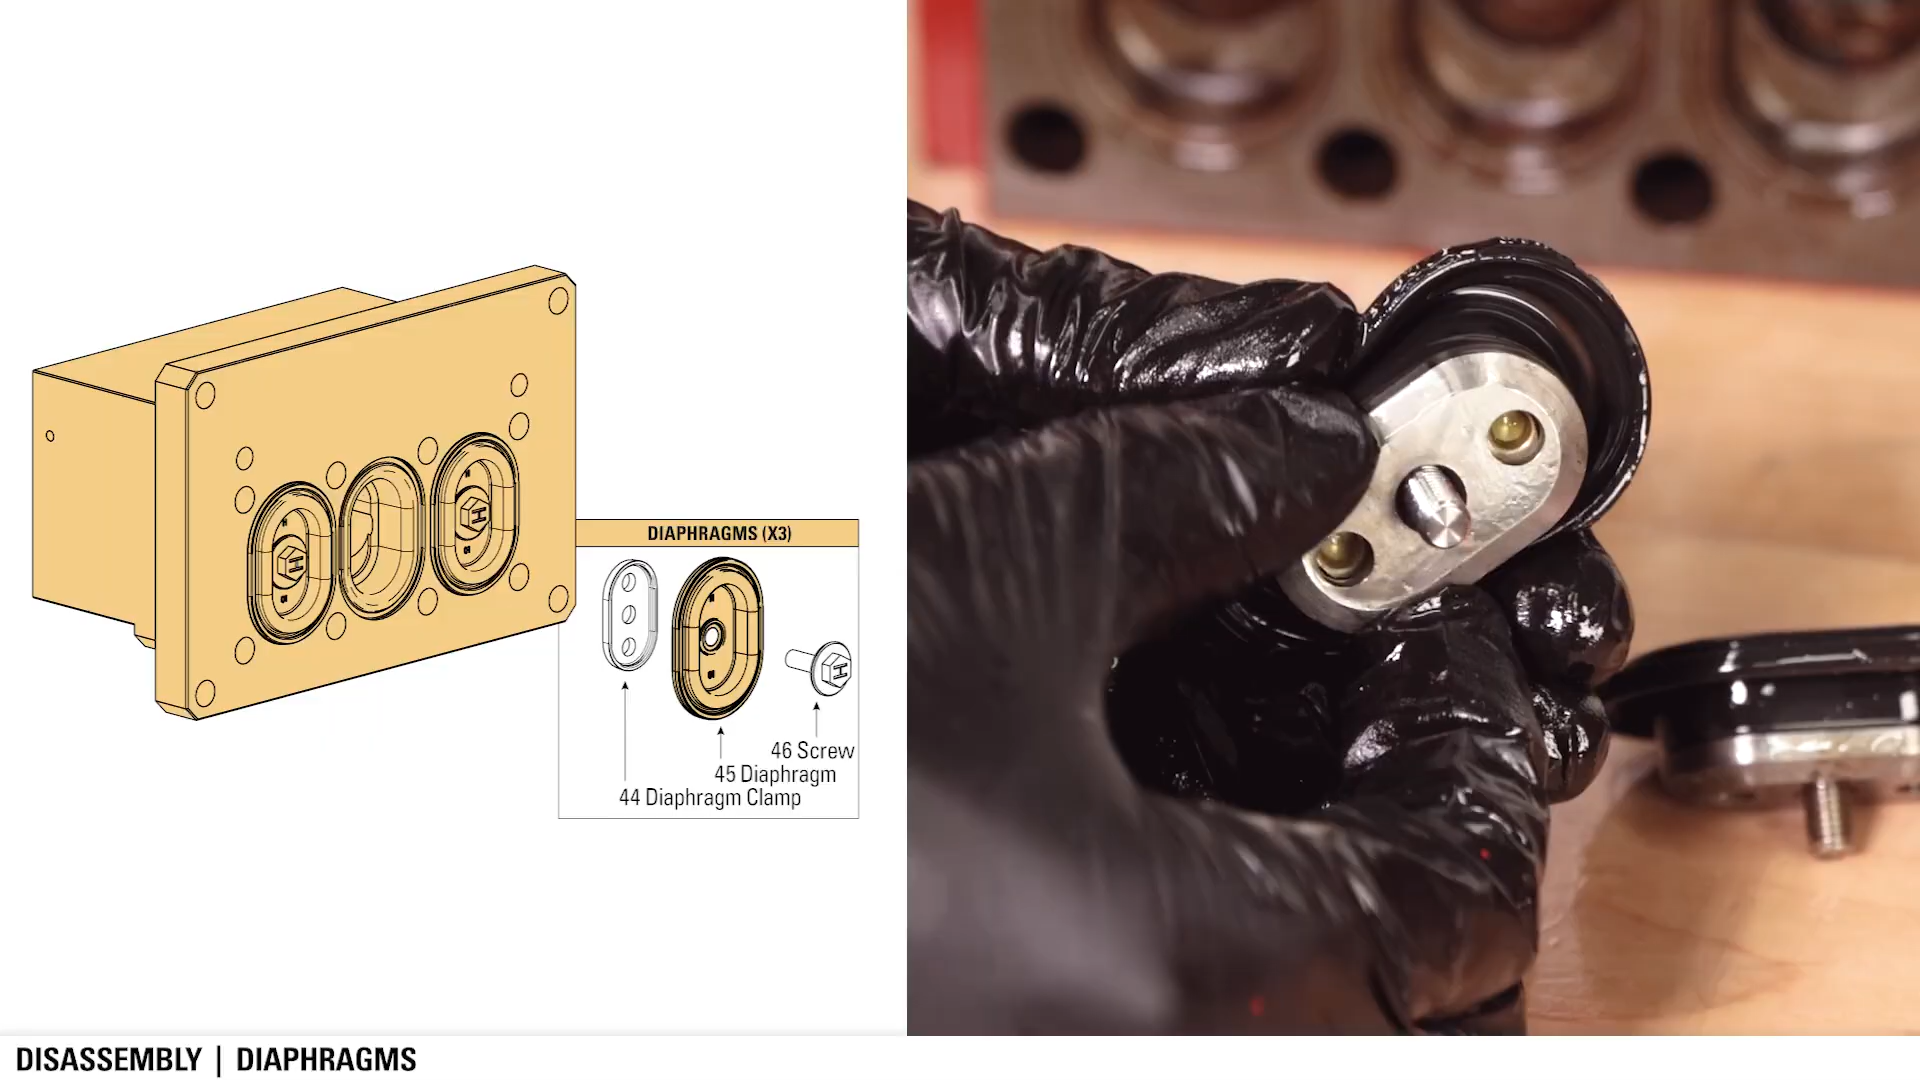 DIAPHRAGMS (X3)
46 Screw
45 Diaphragm
44 Diaphragm Clamp
DISASSEMBLY | DIAPHRAGMS